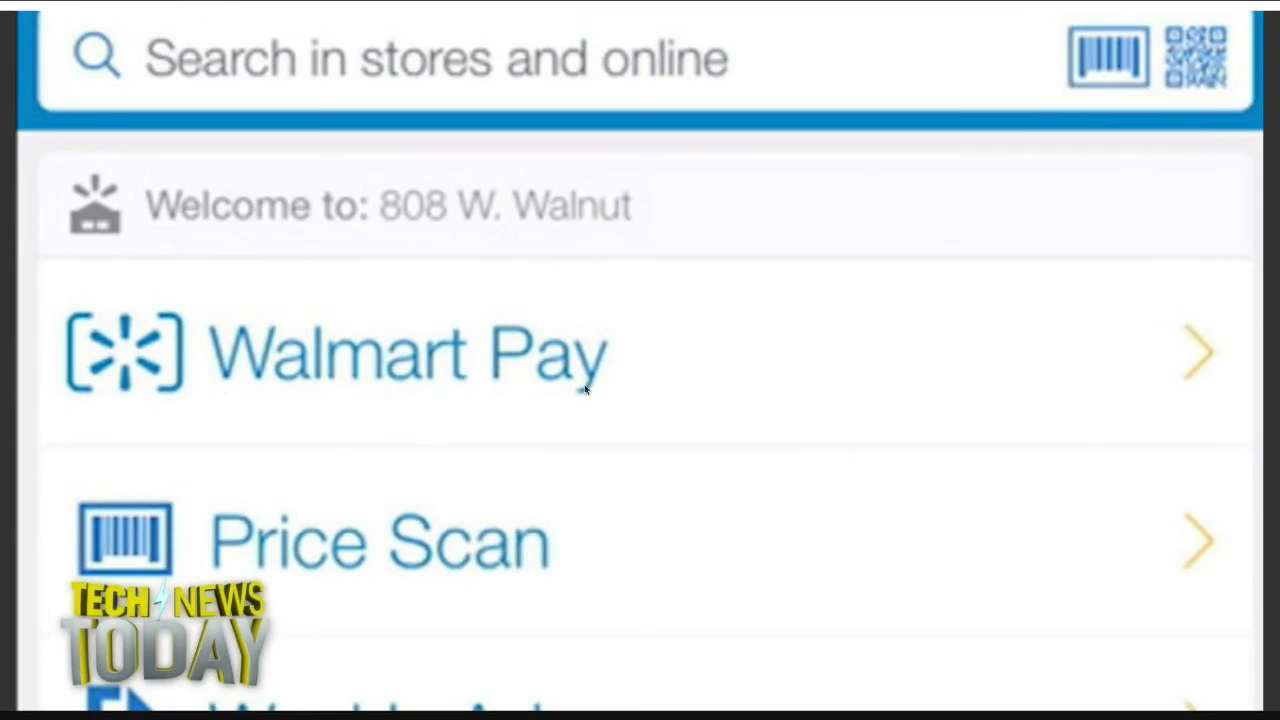 Search in stores and online
Welcome to: 808 W. Walnut
Walmart Pay
Price Scan
TECH NEWS
TODAY